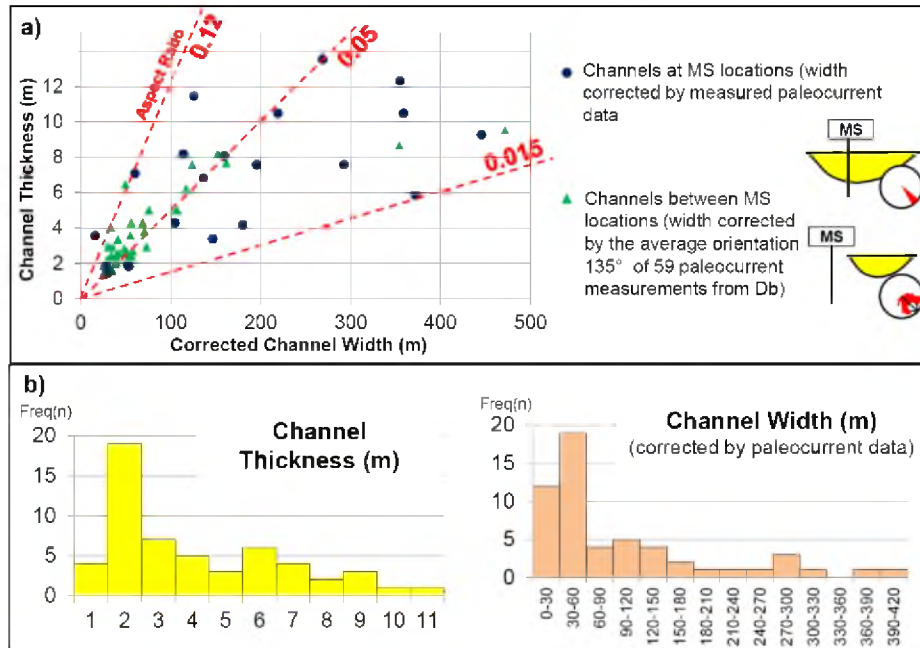 a)
Channel Thickness (m)
12
10
8
6
4
2
0
0
100
200
300
400
500
Corrected Channel Width (m)
Aspect Ratio
0.12
0.05
0.015
Channels at MS locations (width
corrected by measured paleocurrent
data
MS
Channels between MS
locations (width corrected
by the average orientation
135° of 59 paleocurrent
measurements from Db)
MS
b)
Freq(n)
20
15
10
5
0
Channel
Thickness (m)
1 2 3 4 5 6 7 8 9 10 11
Freq(n)
20
15
10
5
0
Channel Width (m)
(corrected by paleocurrent data)
0-30
30-60
60-90
90-120
120-150
150-180
180-210
210-240
240-270
270-300
300-330
330-360
360-390
390-420